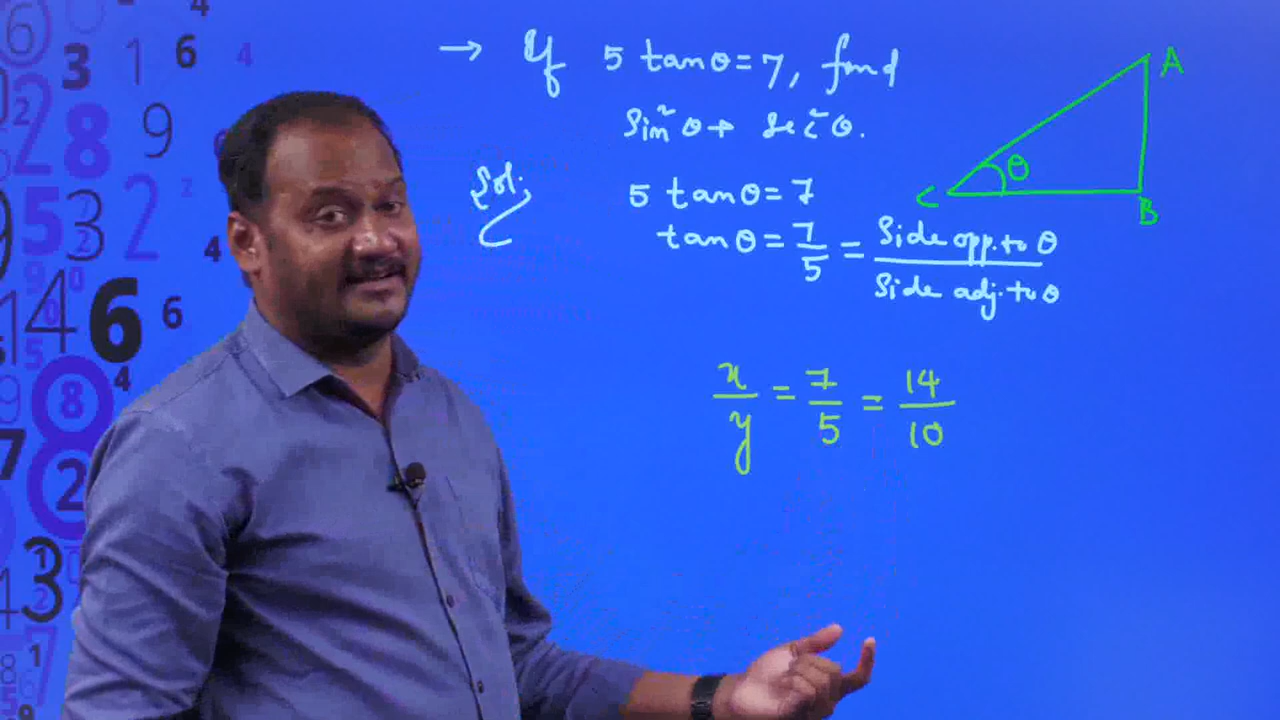 → If 5 tanθ = 7, find
sin²θ + sec²θ.
Sol.
5 tanθ = 7
tanθ = 7/5 = Side opp. to θ / Side adj. to θ
x/y = 7/5 = 14/10
A
θ
C
B